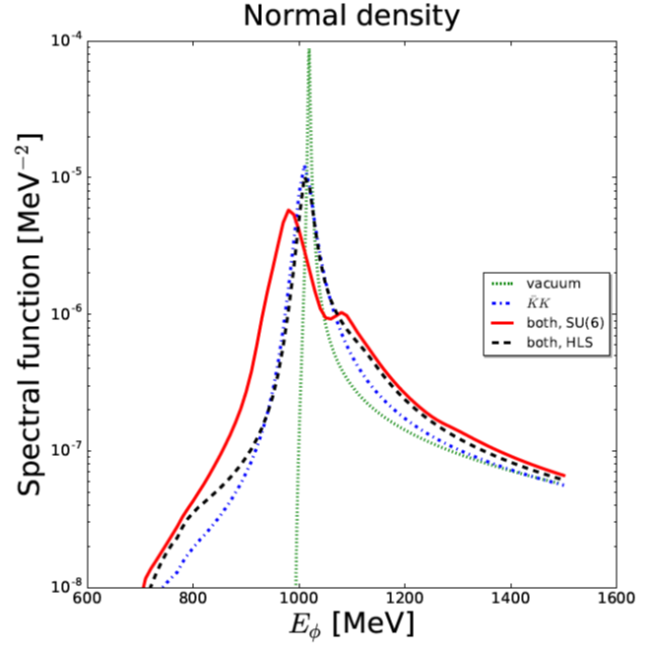 Normal density
Spectral function [MeV⁻²]
10⁻⁴
10⁻⁵
10⁻⁶
10⁻⁷
10⁻⁸
vacuum
K̄K
both, SU(6)
both, HLS
600 800 1000 1200 1400 1600
E_ϕ [MeV]